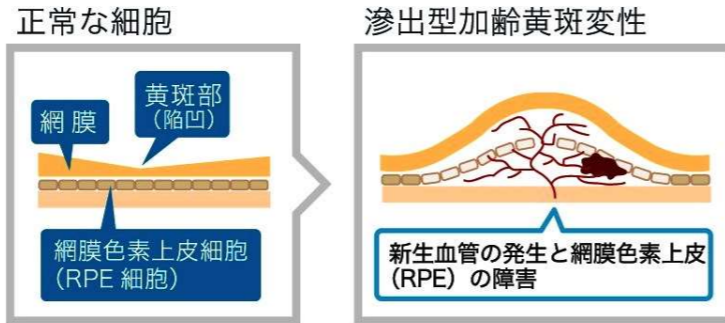 正常な細胞
網膜
黄斑部
（陥凹）
網膜色素上皮細胞
（RPE 細胞）
滲出型加齢黄斑変性
新生血管の発生と網膜色素上皮
（RPE）の障害